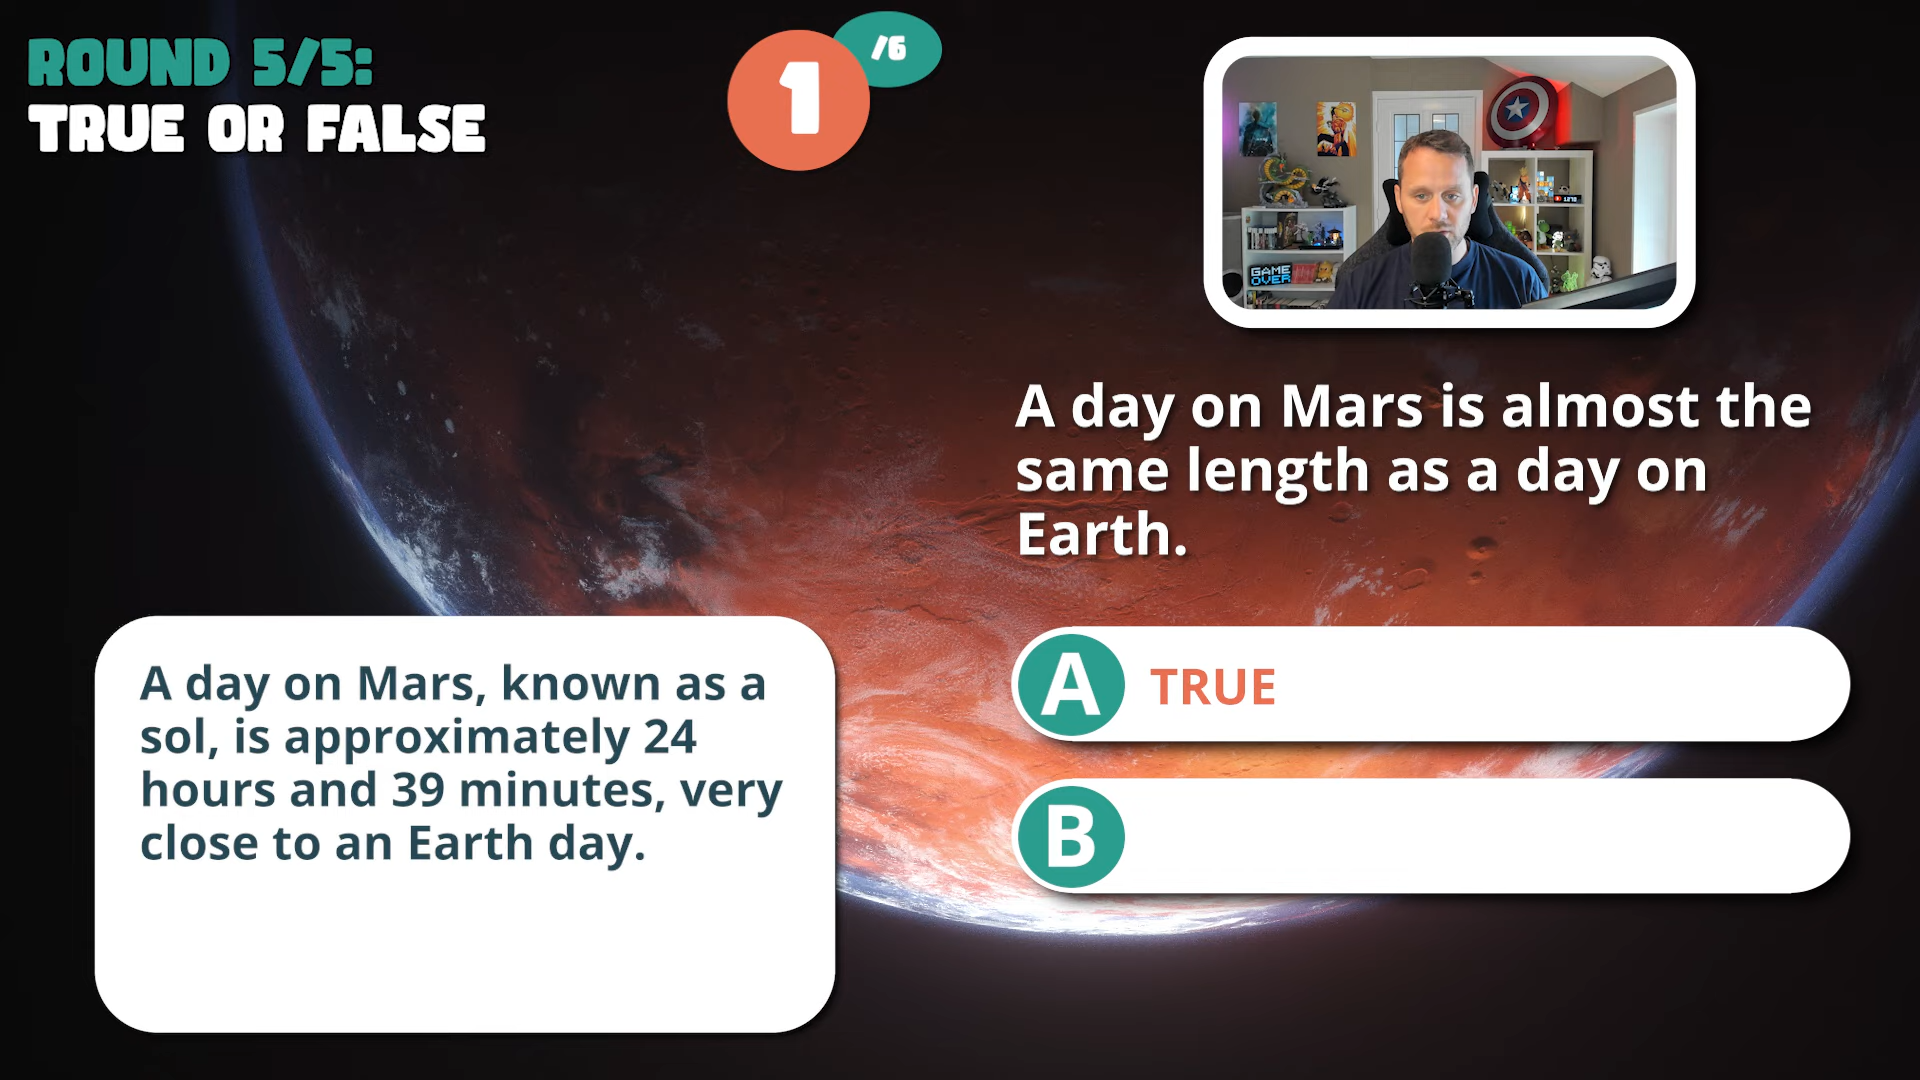 ROUND 5/5:
TRUE OR FALSE
1
/6
GAME
OVER
A day on Mars is almost the
same length as a day on
Earth.
A day on Mars, known as a
sol, is approximately 24
hours and 39 minutes, very
close to an Earth day.
A TRUE
B